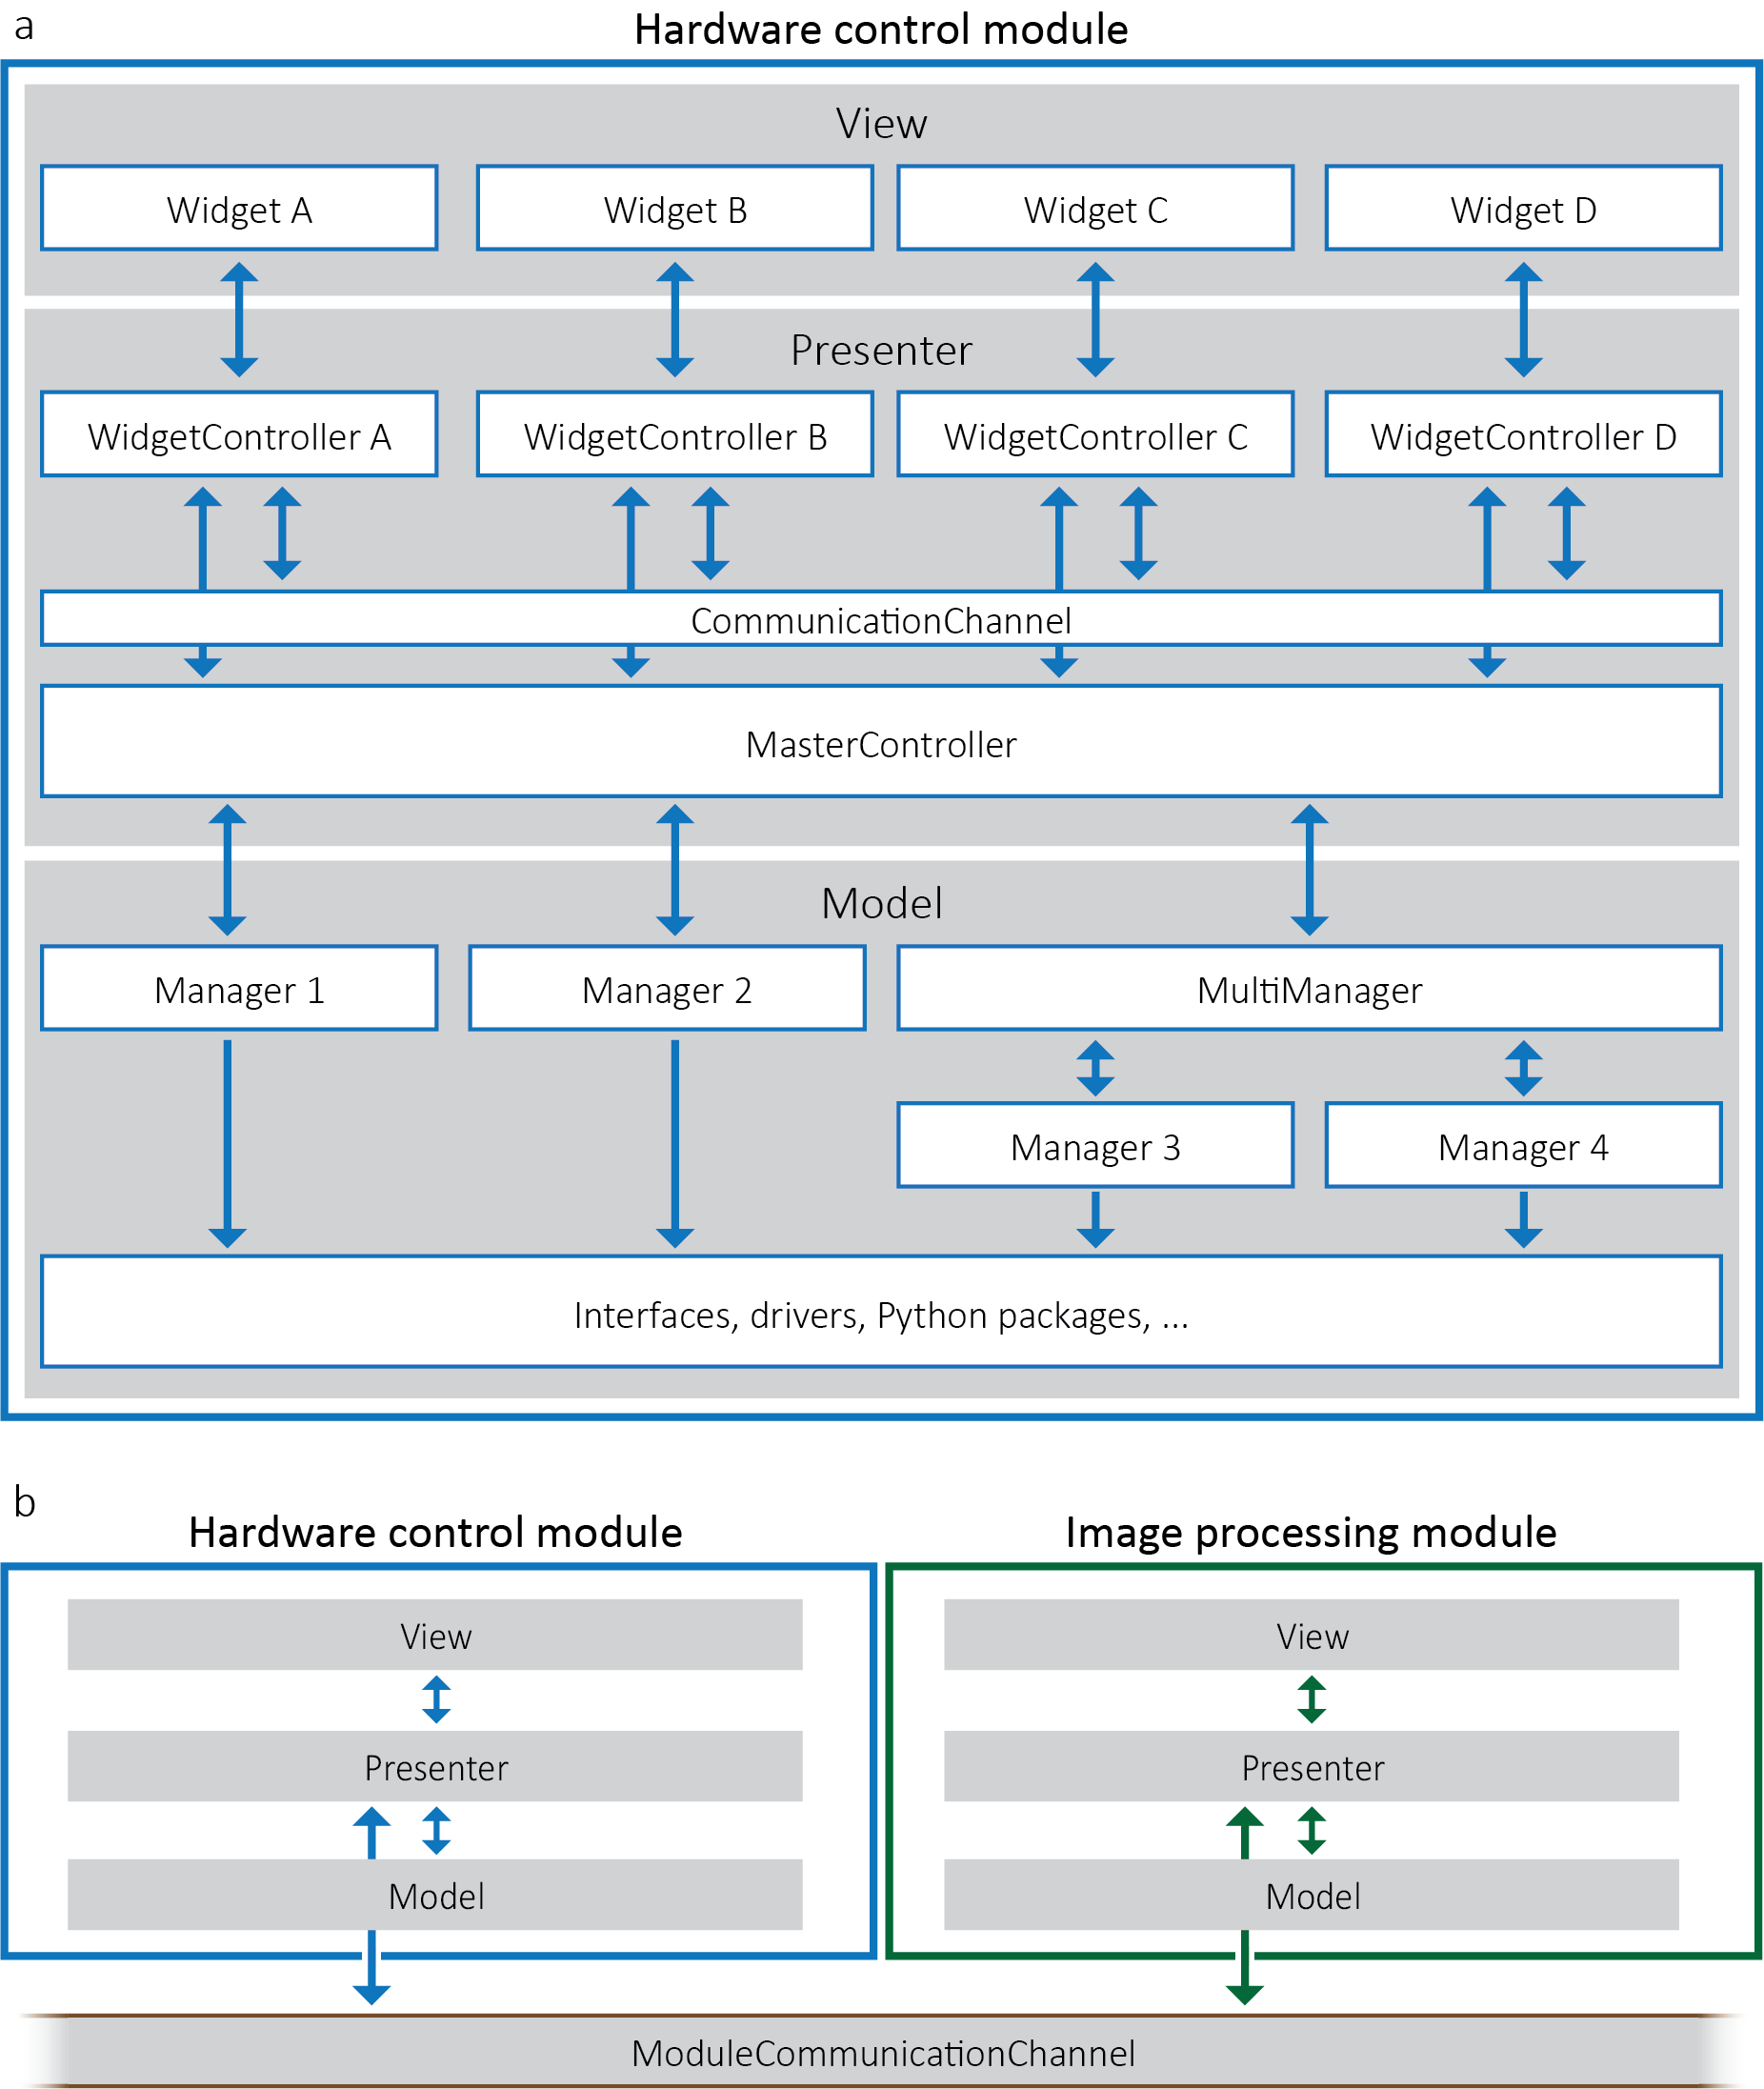 a
Hardware control module
View
Widget A Widget B Widget C Widget D
Presenter
WidgetController A WidgetController B WidgetController C WidgetController D
CommunicationChannel
MasterController
Model
Manager 1 Manager 2 MultiManager
Manager 3 Manager 4
Interfaces, drivers, Python packages, ...
b
Hardware control module Image processing module
View View
Presenter Presenter
Model Model
ModuleCommunicationChannel